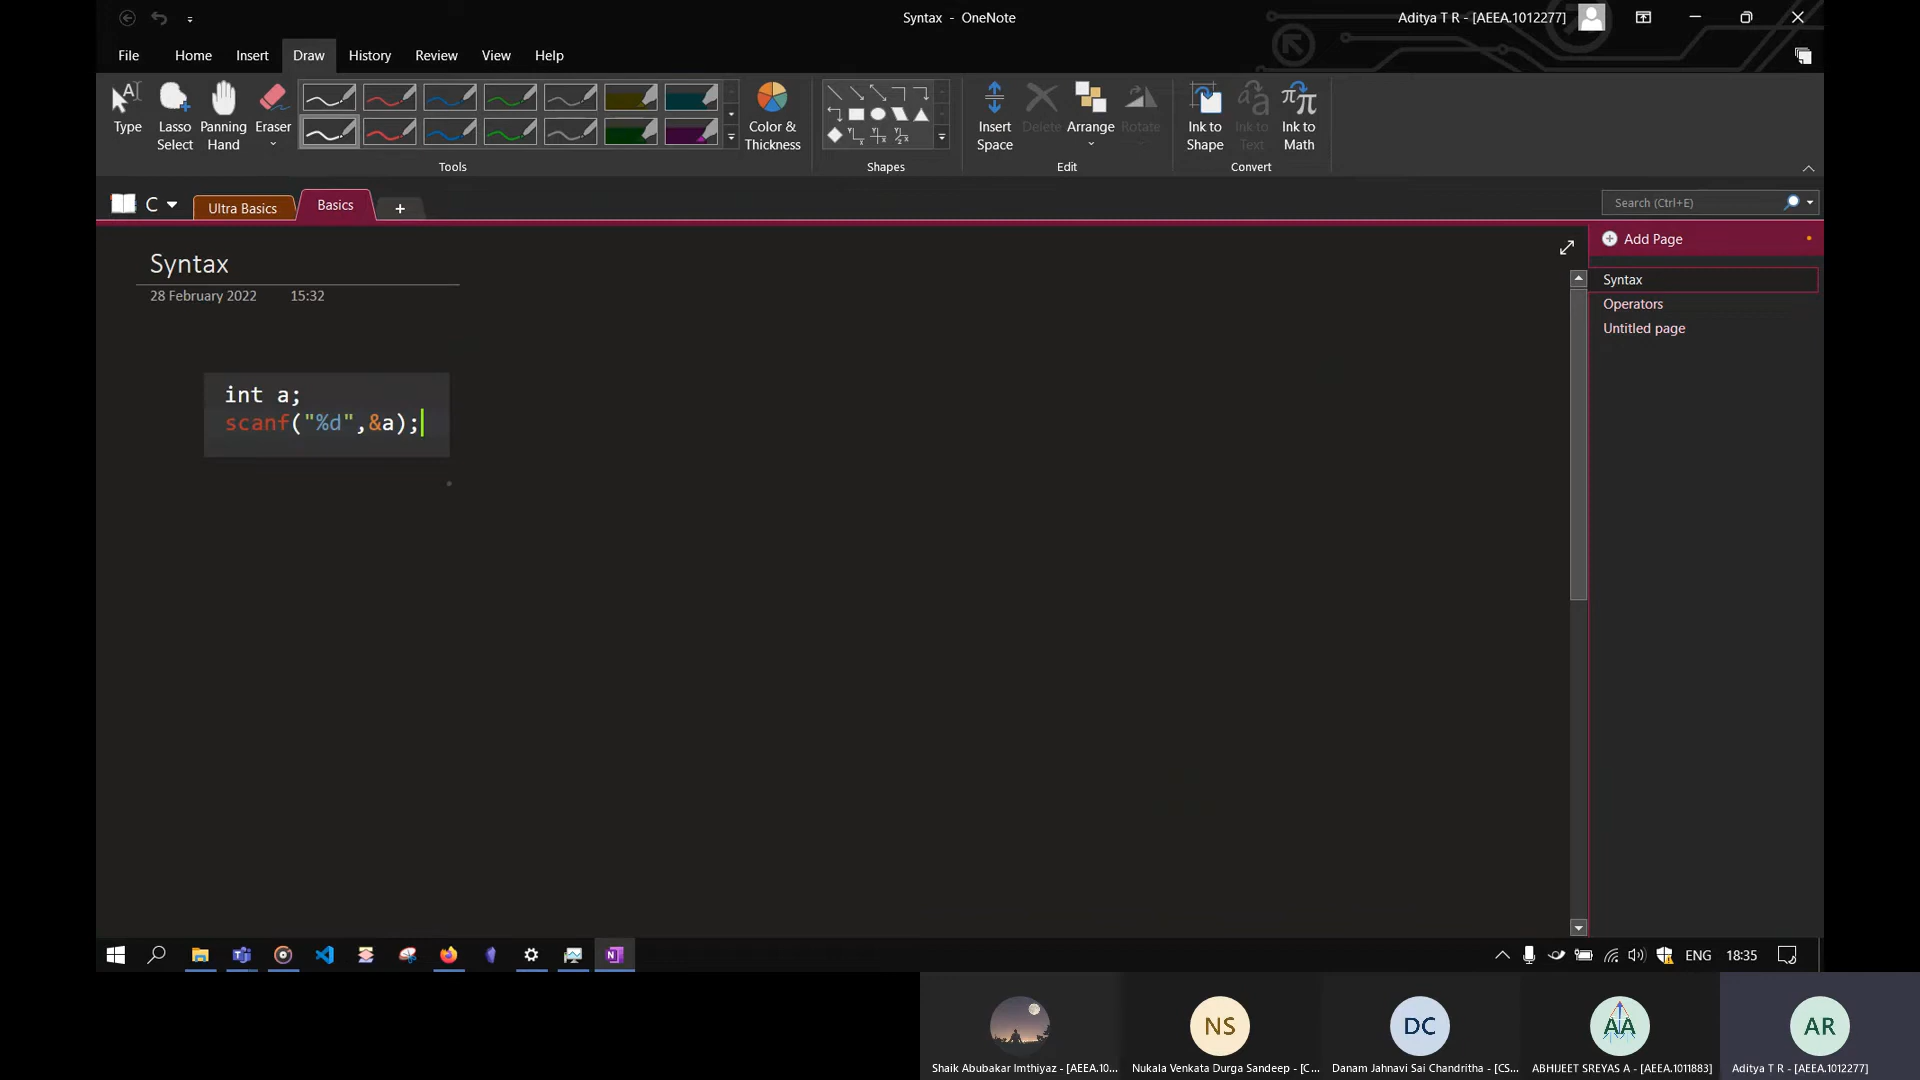 Syntax - OneNote
Aditya T R - [AEEA.1012277]
File Home Insert Draw History Review View Help
Type
Lasso Select
Panning Hand
Eraser
Color & Thickness
Insert Space
Delete
Arrange
Rotate
Ink to Shape
Ink to Text
Ink to Math
Tools Shapes Edit Convert
C Ultra Basics Basics +
Search (Ctrl+E)
Add Page
Syntax
28 February 2022 15:32
Syntax
Operators
Untitled page
int a;
scanf("%d",&a);
ENG 18:35
NS DC AA AR
Shaik Abubakar Imthiyaz - [AEEA.10...
Nukala Venkata Durga Sandeep - [C...
Danam Jahnavi Sai Chandritha - [CS...
ABHIJEET SREYAS A - [AEEA.1011883]
Aditya T R - [AEEA.1012277]